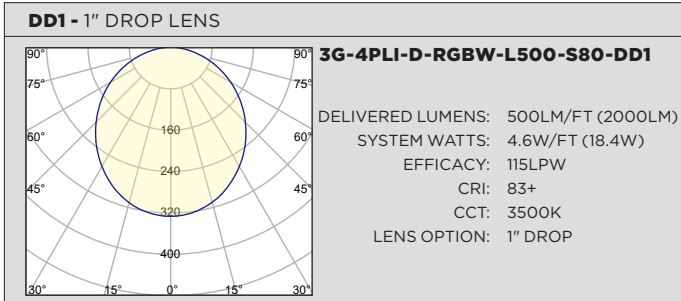 DD1 - 1" DROP LENS
90° 90°
75° 75°
60° 60°
45° 45°
160
240
320
400
30° 15° 0° 15° 30°
3G-4PLI-D-RGBW-L500-S80-DD1
DELIVERED LUMENS: 500LM/FT (2000LM)
SYSTEM WATTS: 4.6W/FT (18.4W)
EFFICACY: 115LPW
CRI: 83+
CCT: 3500K
LENS OPTION: 1" DROP